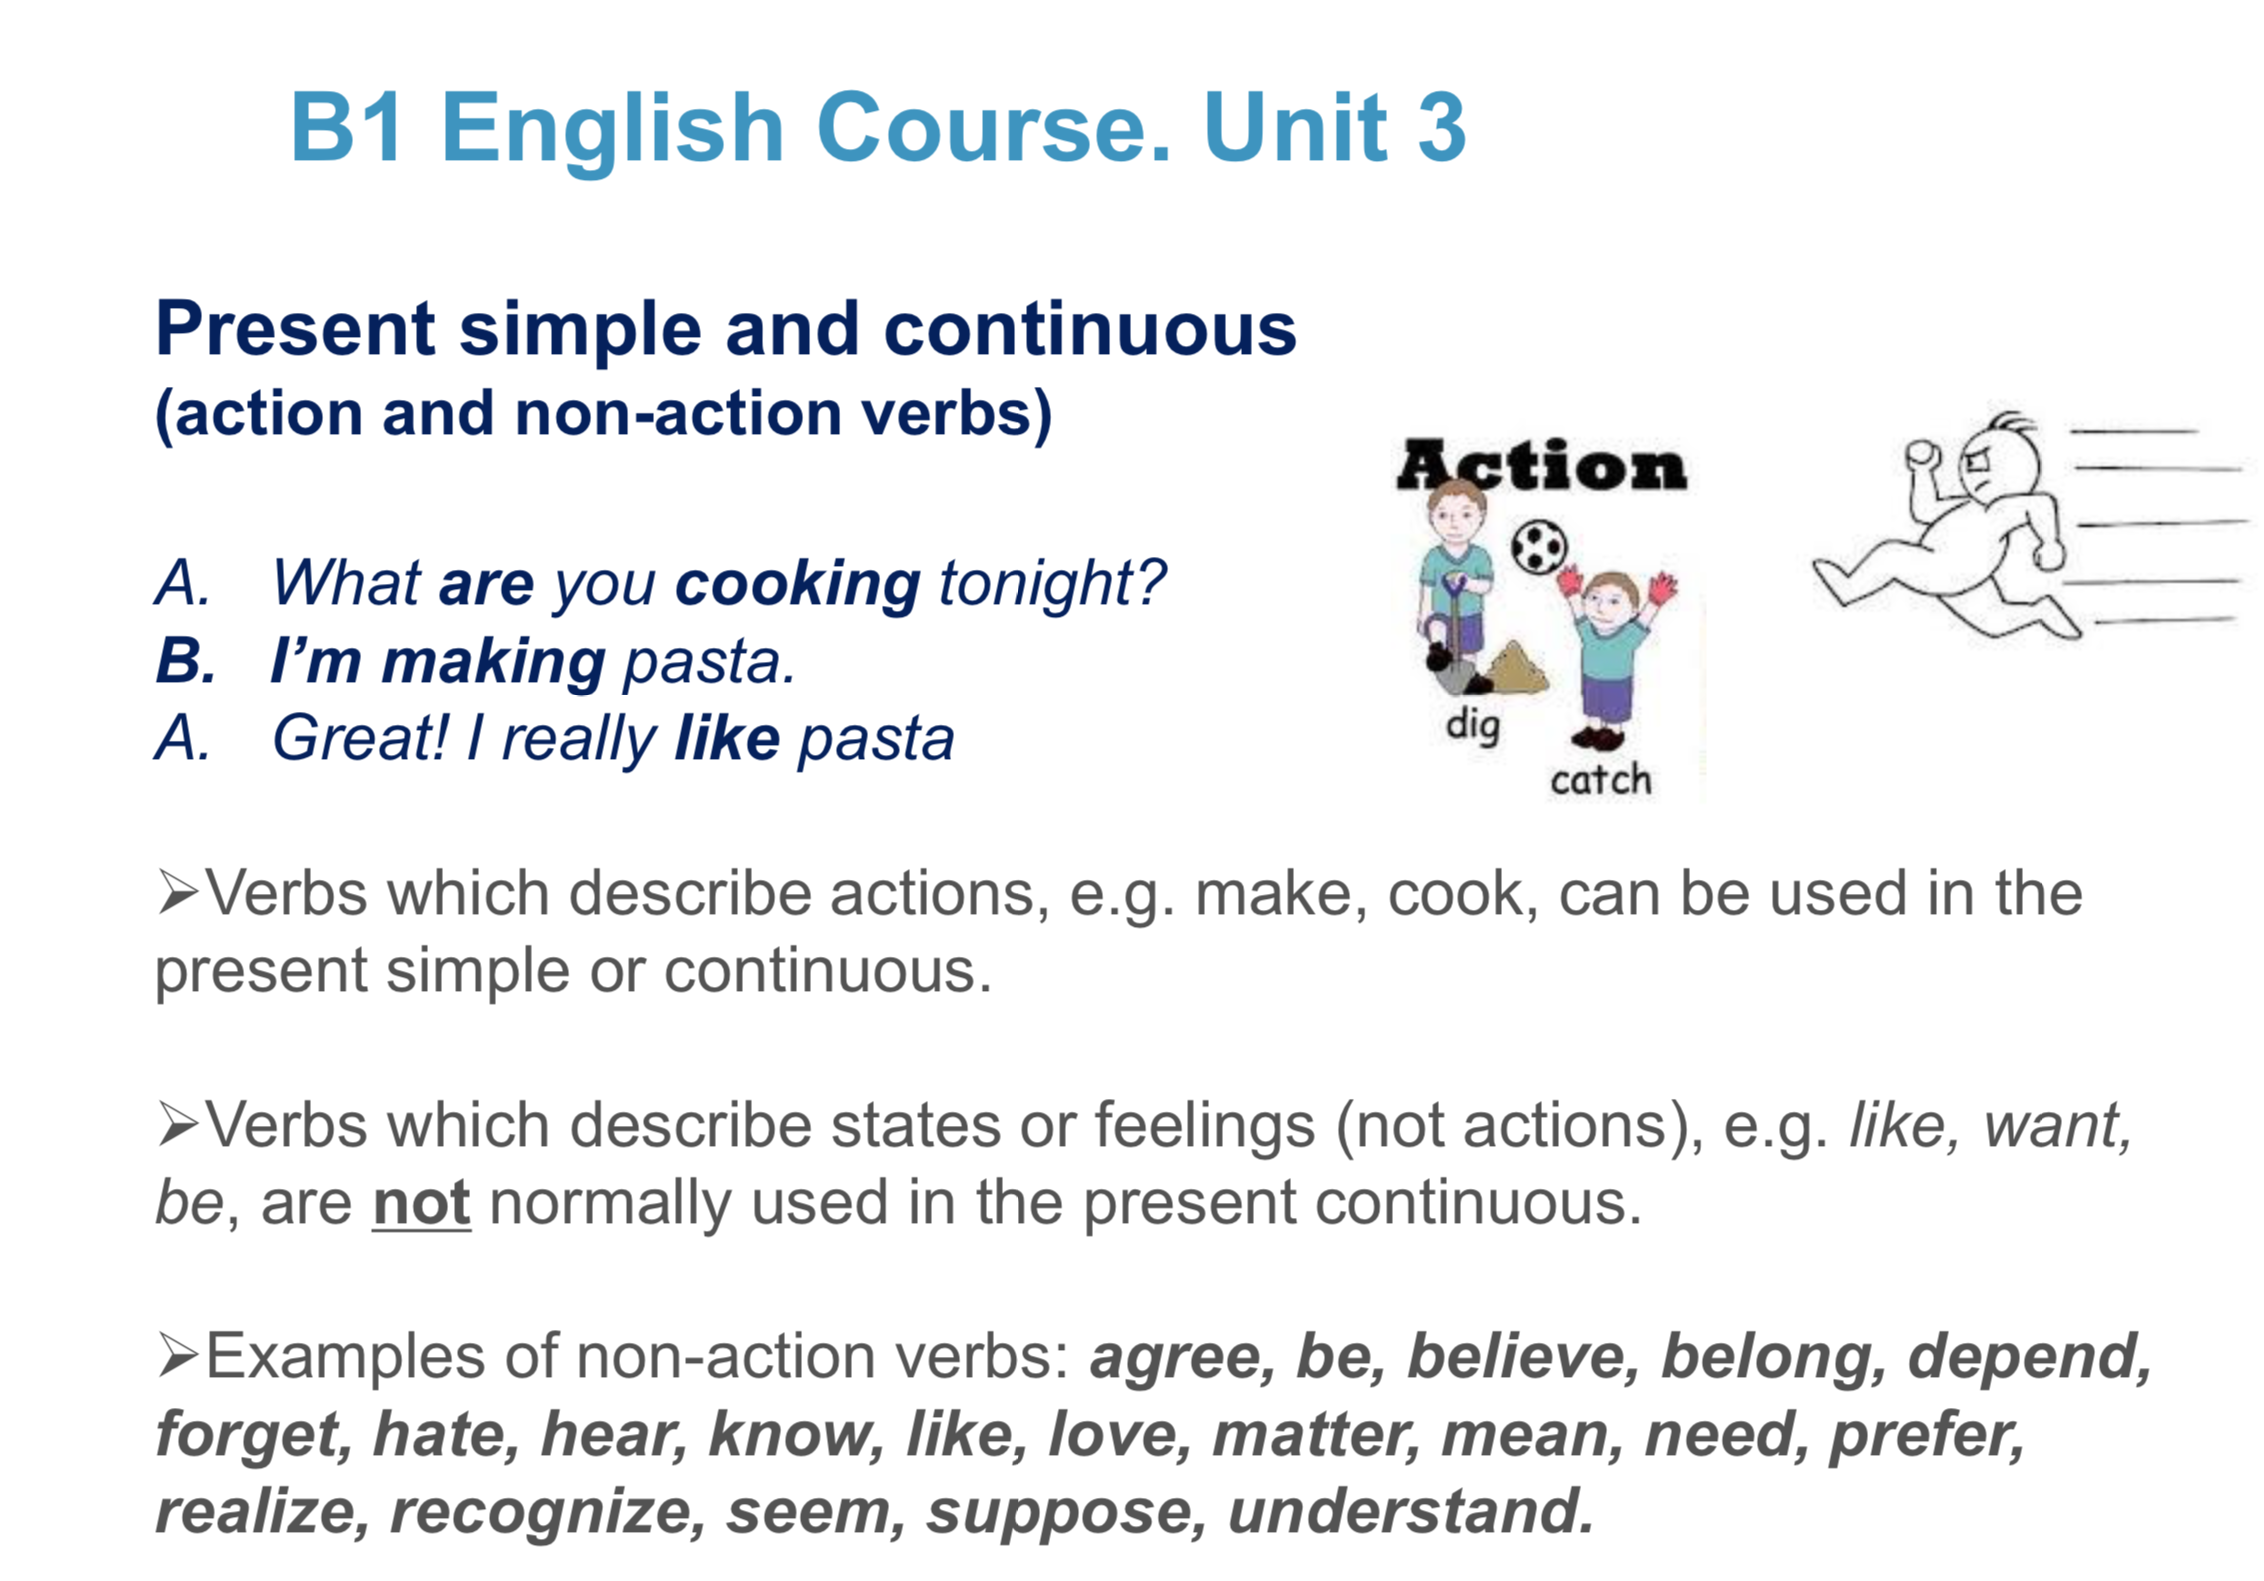 B1 English Course. Unit 3
Present simple and continuous
(action and non-action verbs)
A. What are you cooking tonight?
B. I’m making pasta.
A. Great! I really like pasta
Action
dig
catch
➢Verbs which describe actions, e.g. make, cook, can be used in the
present simple or continuous.
➢Verbs which describe states or feelings (not actions), e.g. like, want,
be, are not normally used in the present continuous.
➢Examples of non-action verbs: agree, be, believe, belong, depend,
forget, hate, hear, know, like, love, matter, mean, need, prefer,
realize, recognize, seem, suppose, understand.